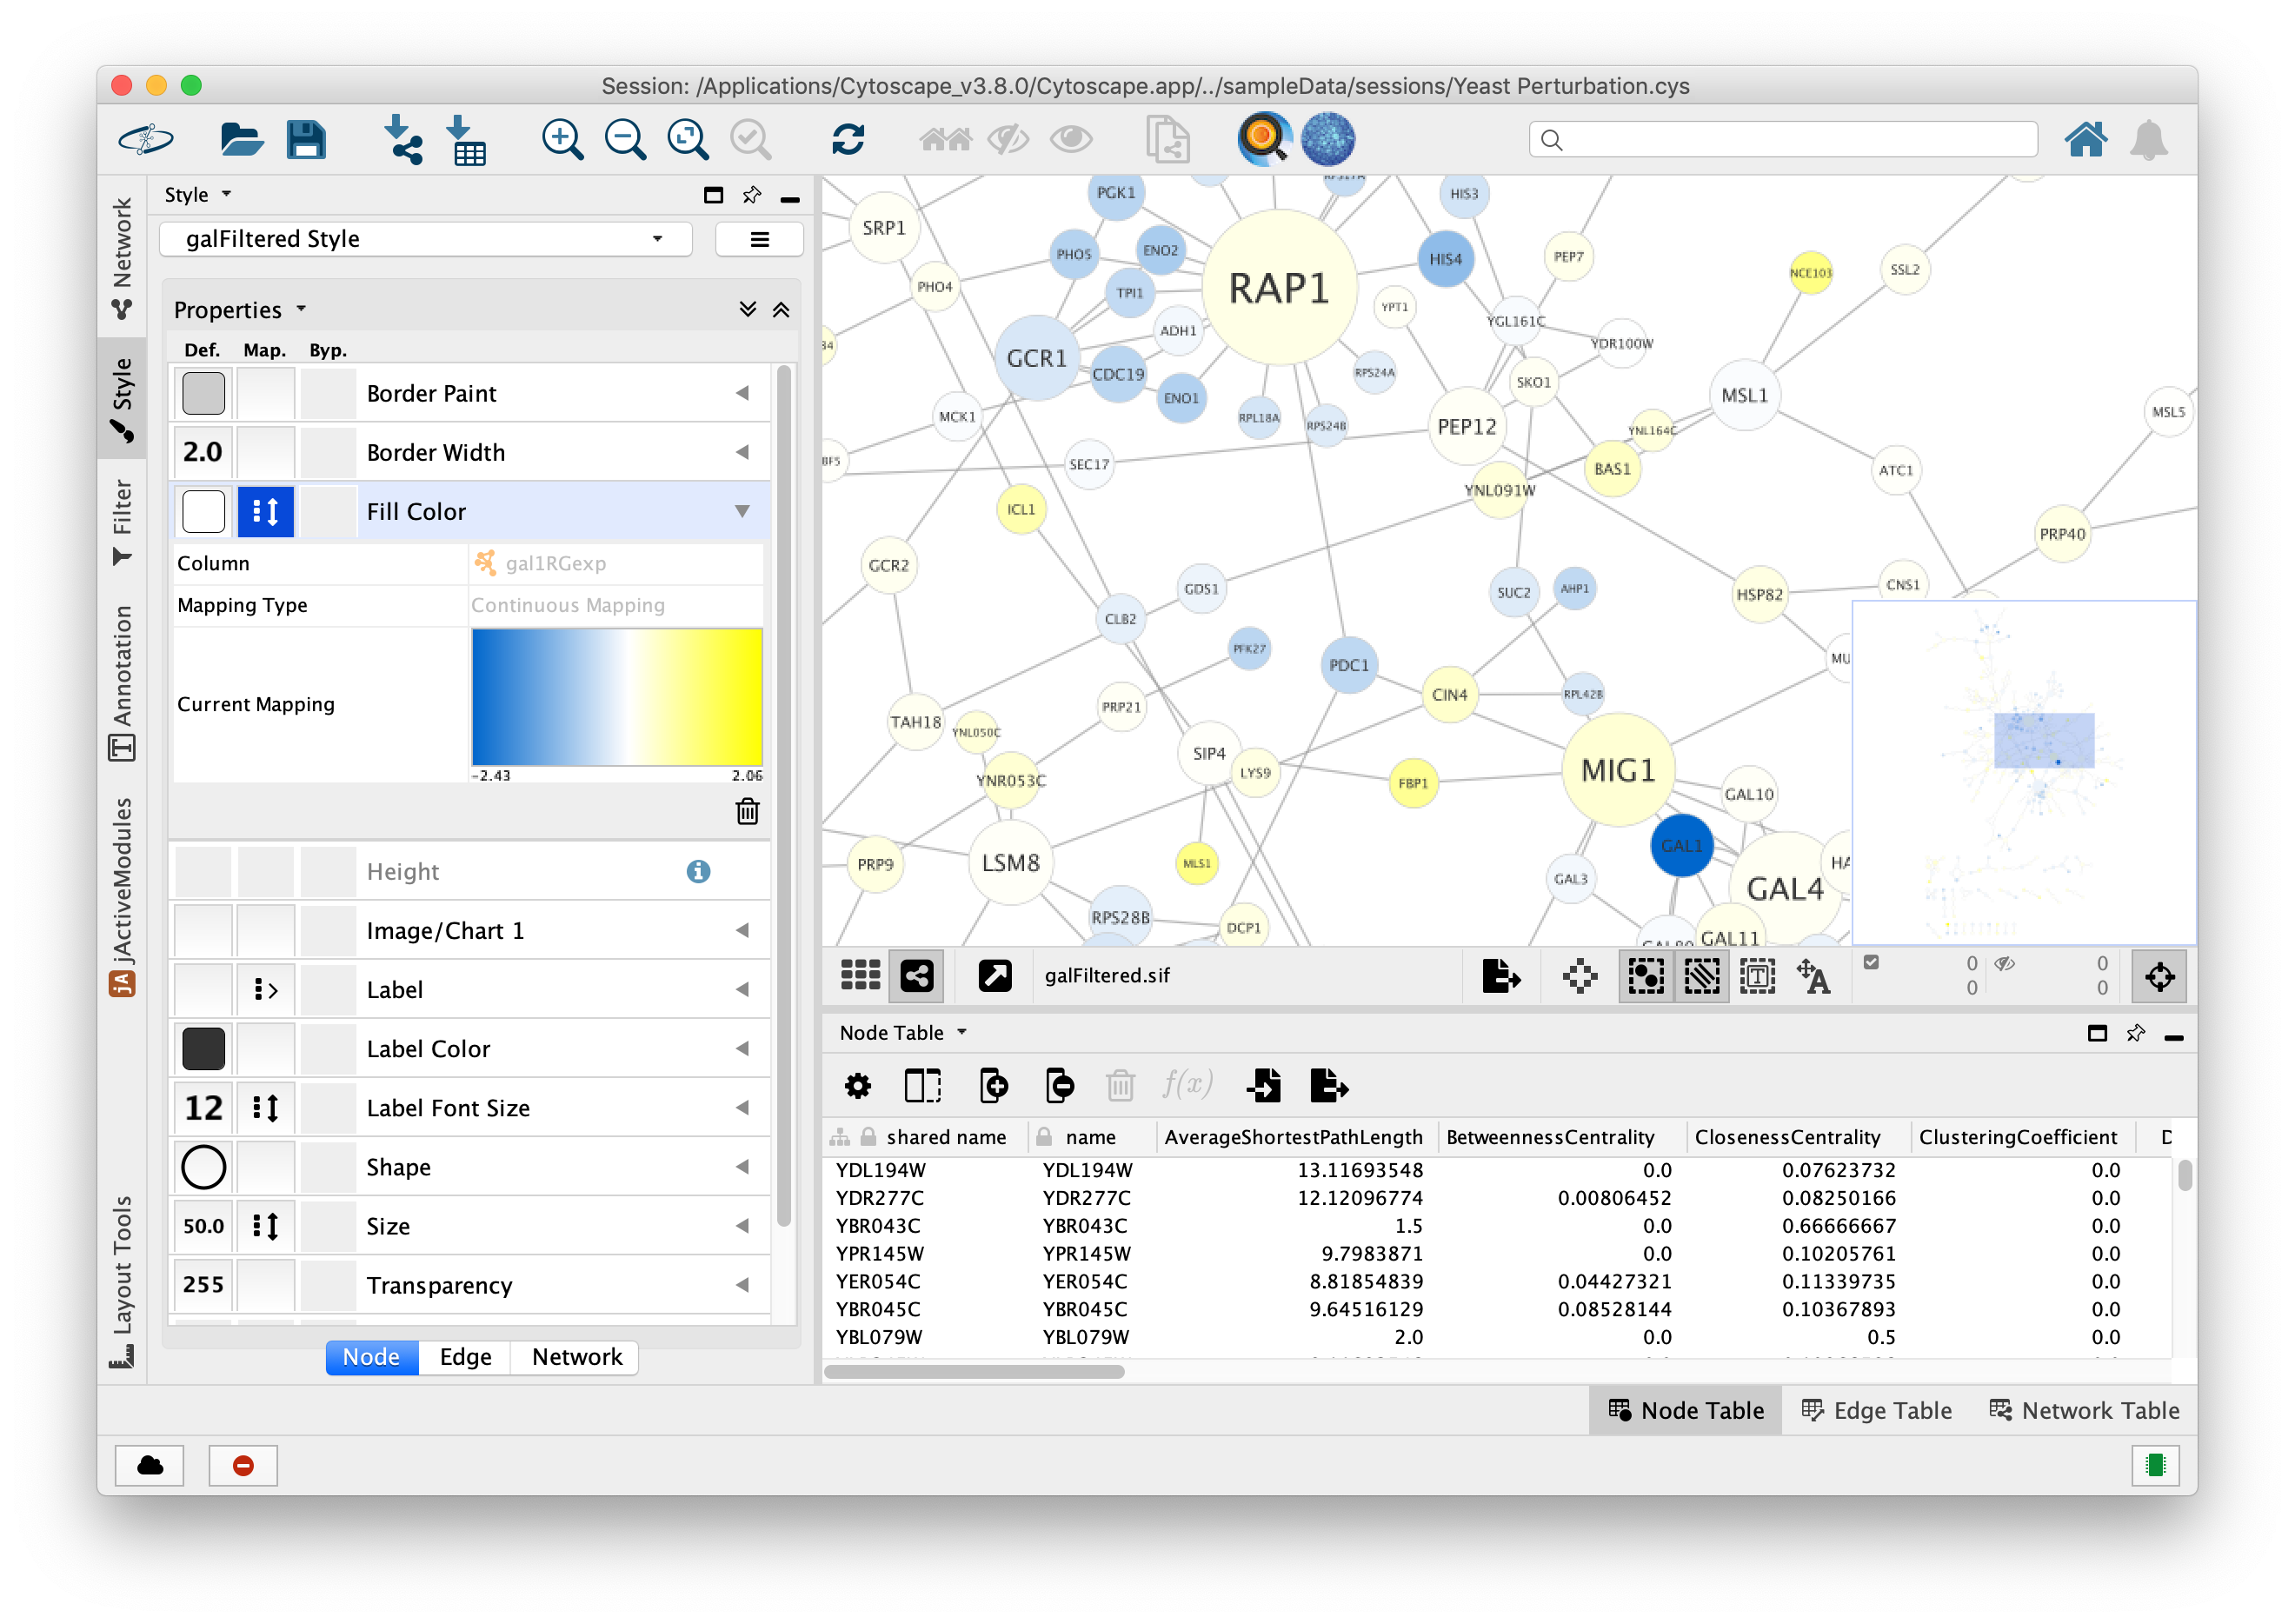 Session: /Applications/Cytoscape_v3.8.0/Cytoscape.app/../sampleData/sessions/Yeast Perturbation.cys
Network
Style
Filter
Annotation
jActiveModules
jA
Layout Tools
Style
galFiltered Style
Properties
Def. Map. Byp.
Border Paint
2.0 Border Width
Fill Color
Column gal1RGexp
Mapping Type Continuous Mapping
Current Mapping
-2.43 2.06
Height
Image/Chart 1
Label
Label Color
12 Label Font Size
Shape
50.0 Size
255 Transparency
Node Edge Network
PGK1
RPS17A
HIS3
SRP1
PHO5
ENO2
RAP1
HIS4
PEP7
NCE103
SSL2
PHO4
TPI1
YPT1
YGL161C
ADH1
YDR100W
84
GCR1
CDC19
RPS24A
SKO1
MSL1
ENO1
MCK1
RPL18A
RPS24B
PEP12
YNL164C
MSL5
BF5
SEC17
BAS1
ATC1
YNL091W
ICL1
PRP40
GCR2
GDS1
SUC2
AHP1
HSP82
CNS1
CLB2
PFK27
PDC1
MU
CIN4
RPL42B
PRP21
TAH18
YNL050C
SIP4
LYS9
MIG1
YNR053C
FBP1
GAL10
GAL1
PRP9
LSM8
MLS1
GAL3
GAL4
HA
RPS28B
DCP1
GAL80
GAL11
galFiltered.sif
0 0
0 0
Node Table
f(x)
shared name name AverageShortestPathLength BetweennessCentrality ClosenessCentrality ClusteringCoefficient D
YDL194W YDL194W 13.11693548 0.0 0.07623732 0.0
YDR277C YDR277C 12.12096774 0.00806452 0.08250166 0.0
YBR043C YBR043C 1.5 0.0 0.66666667 0.0
YPR145W YPR145W 9.7983871 0.0 0.10205761 0.0
YER054C YER054C 8.81854839 0.04427321 0.11339735 0.0
YBR045C YBR045C 9.64516129 0.08528144 0.10367893 0.0
YBL079W YBL079W 2.0 0.0 0.5 0.0
Node Table Edge Table Network Table